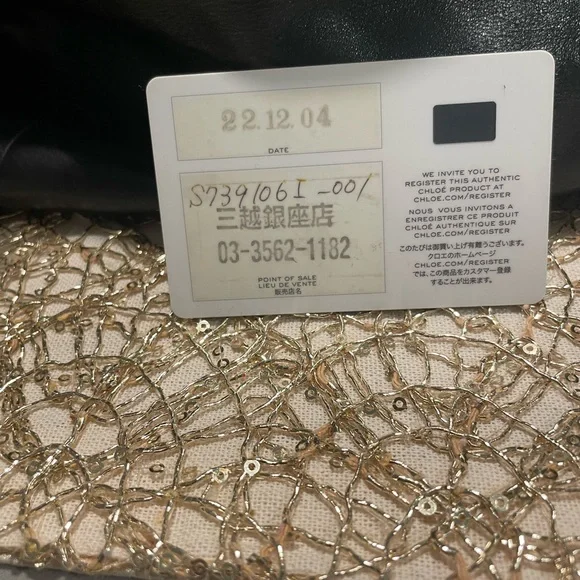 22.12.04
DATE
S739106I -001
三越銀座店
03-3562-1182
POINT OF SALE
LIEU DE VENTE
販売店名
WE INVITE YOU TO
REGISTER THIS AUTHENTIC
CHLOÉ PRODUCT AT
CHLOE.COM/REGISTER
NOUS VOUS INVITONS A
ENREGISTRER CE PRODUIT
CHLOÉ AUTHENTIQUE SUR
CHLOE.COM/REGISTER
このたびは御買い上げ有難うございます。
クロエのホームページ
CHLOE.COM/REGISTER
では、この商品をカスタマー登録
することが出来ます。